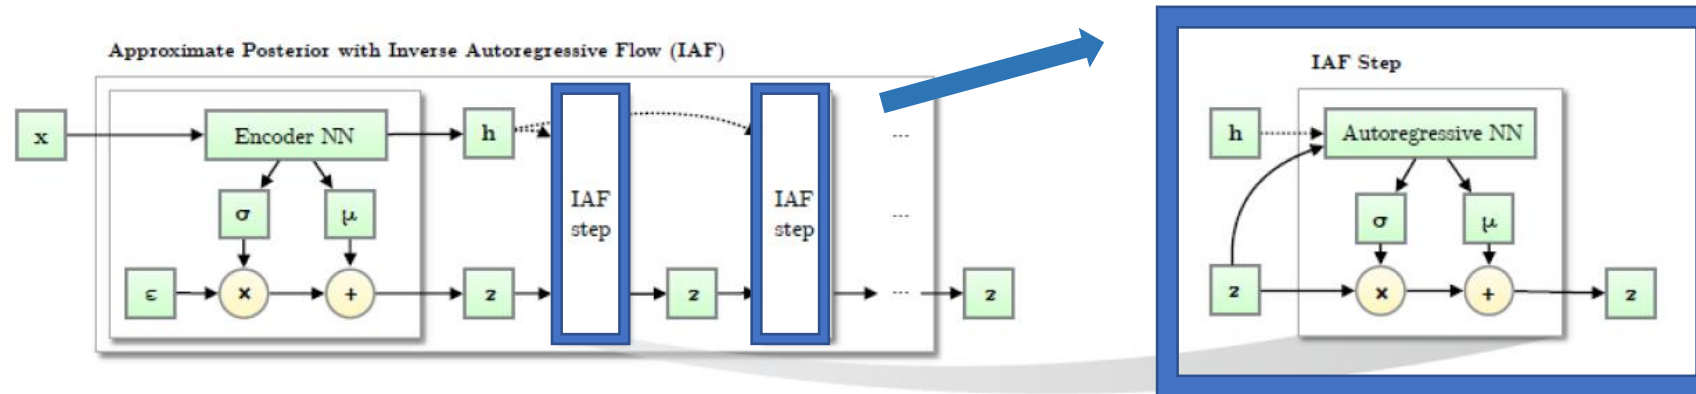 Approximate Posterior with Inverse Autoregressive Flow (IAF)
x
Encoder NN
h
σ
μ
ε
x
+
z
IAF
step
z
IAF
step
...
...
...
z
IAF Step
h
Autoregressive NN
σ
μ
z
x
+
z